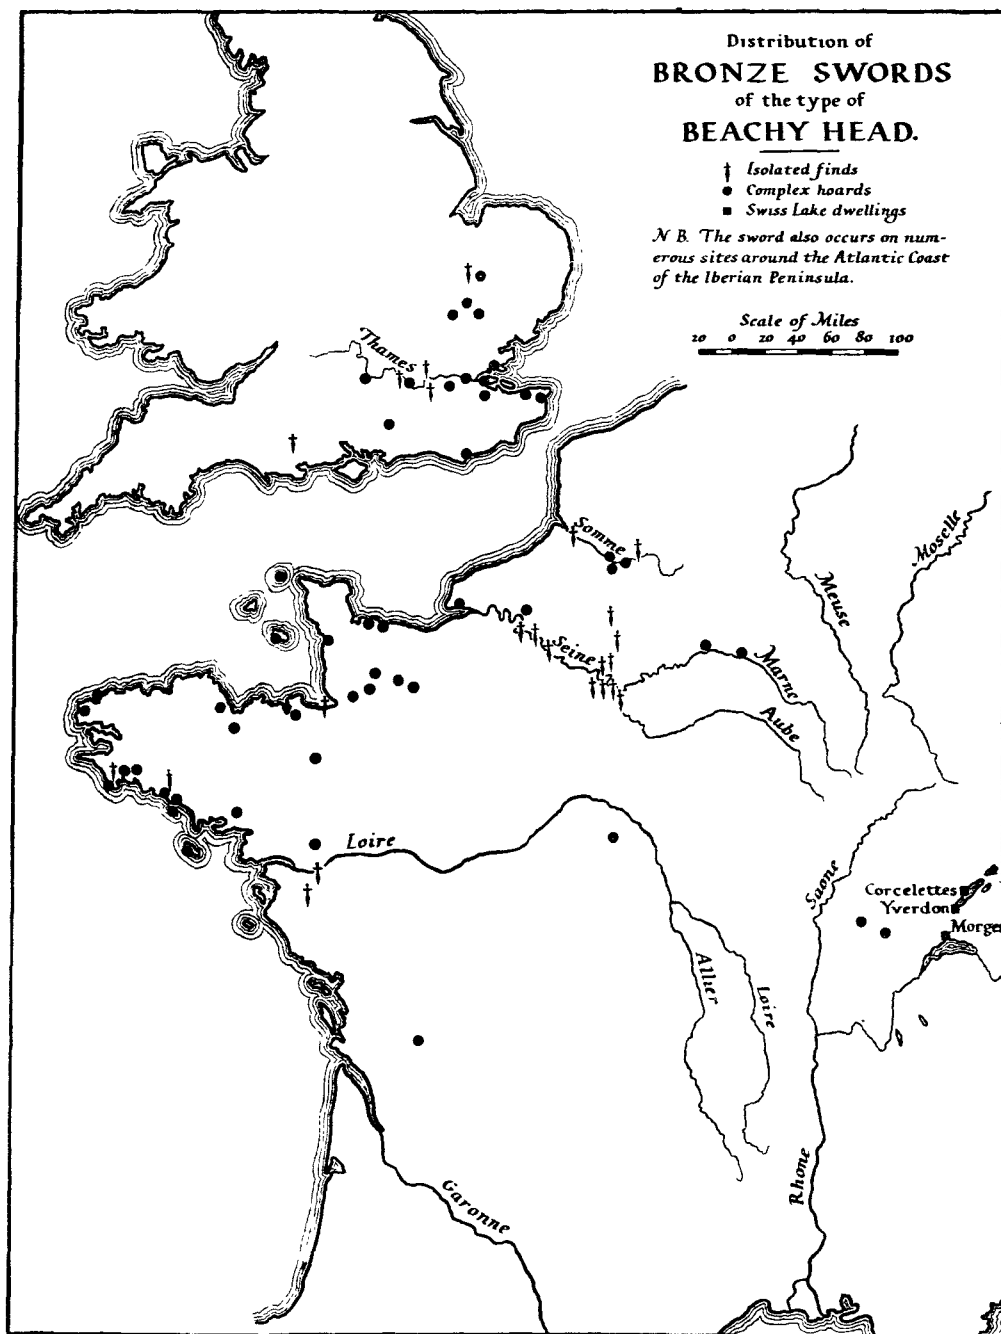 Distribution of
BRONZE SWORDS
of the type of
BEACHY HEAD.
Isolated finds
Complex hoards
Swiss Lake dwellings
N B. The sword also occurs on num-
erous sites around the Atlantic Coast
of the Iberian Peninsula.
Scale of Miles
20 0 20 40 60 80 100
Thames
Somme
Moselle
Meuse
Seine
Marne
Aube
Loire
Saone
Corcelettes
Yverdon
Morges
Allier
Loire
Rhone
Garonne